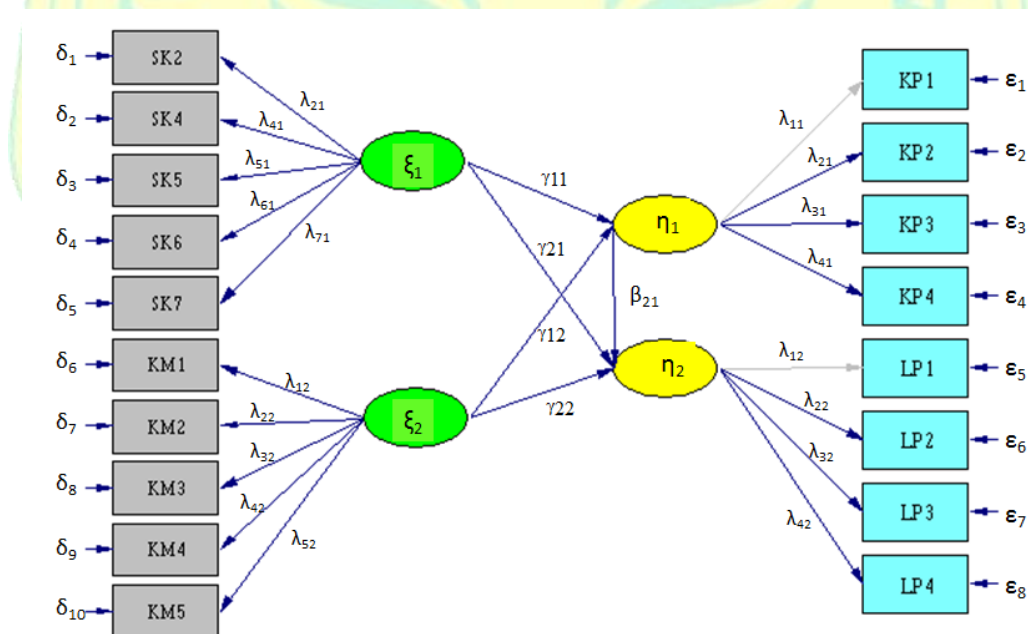 δ₁ SK2
δ₂ SK4
δ₃ SK5
δ₄ SK6
δ₅ SK7
δ₆ KM1
δ₇ KM2
δ₈ KM3
δ₉ KM4
δ₁₀ KM5
λ₂₁
λ₄₁
λ₅₁
λ₆₁
λ₇₁
λ₁₂
λ₂₂
λ₃₂
λ₄₂
λ₅₂
ξ₁
ξ₂
γ11
γ21
γ12
γ22
η₁
β₂₁
η₂
λ₁₁
λ₂₁
λ₃₁
λ₄₁
λ₁₂
λ₂₂
λ₃₂
λ₄₂
KP1 ε₁
KP2 ε₂
KP3 ε₃
KP4 ε₄
LP1 ε₅
LP2 ε₆
LP3 ε₇
LP4 ε₈